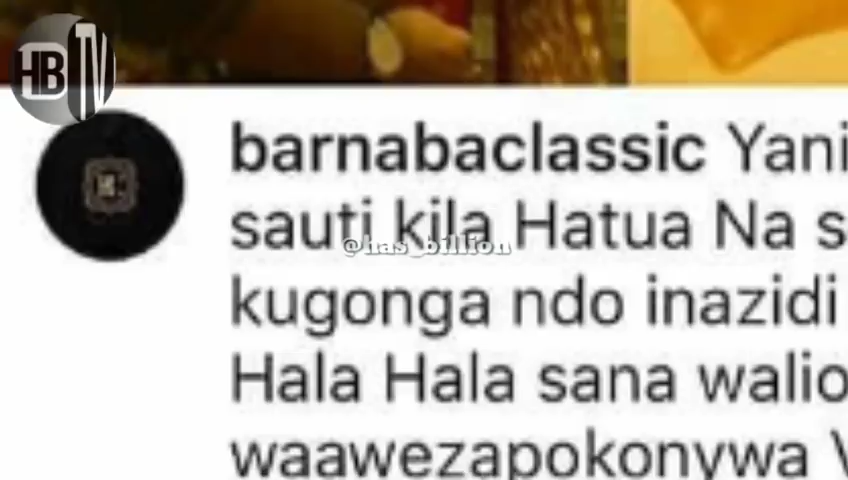 HB TV
barnabaclassic Yani
sauti kila Hatua Na s
@has_billion
kugonga ndo inazidi
Hala Hala sana walio
waawezapokonywa V